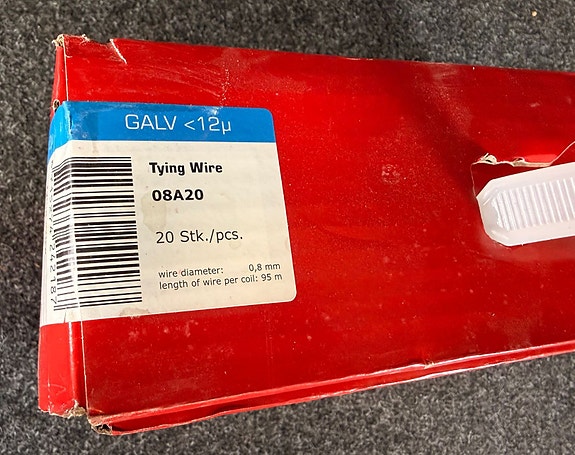 GALV <12µ
Tying Wire
08A20
20 Stk./pcs.
wire diameter: 0,8 mm
length of wire per coil: 95 m